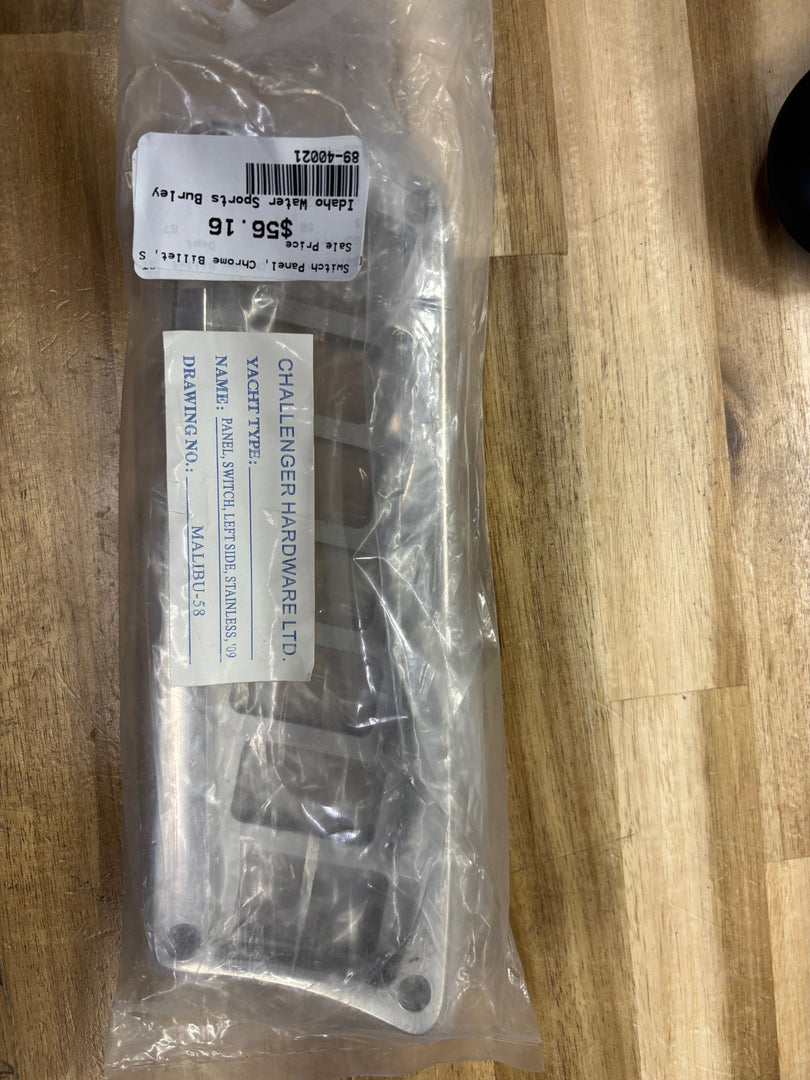 Switch Panel, Chrome Billet, S
Sale Price
$56.16
Idaho Water Sports Burley
89-40021
CHALLENGER HARDWARE LTD.
YACHT TYPE:
NAME: PANEL, SWITCH, LEFT SIDE, STAINLESS, '09
DRAWING NO.: MALIBU-58